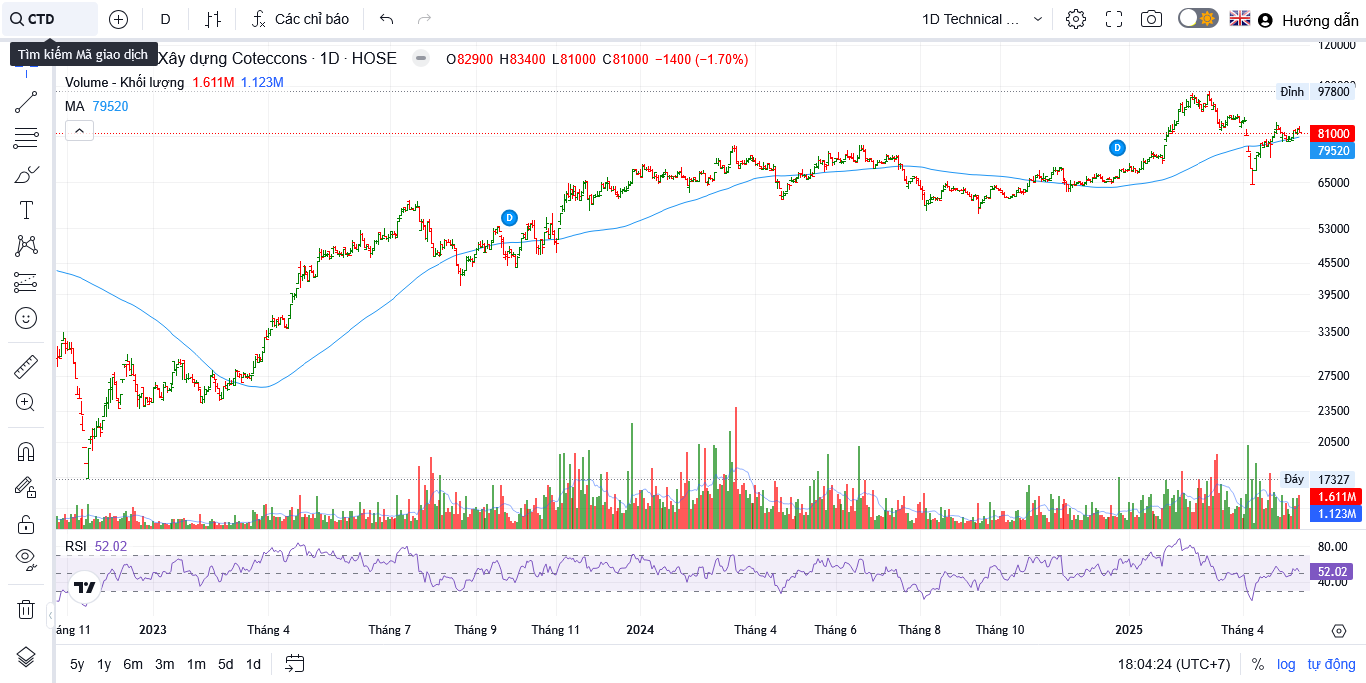 CTD
D
Các chỉ báo
1D Technical ...
Hướng dẫn
Tìm kiếm Mã giao dịch
Xây dựng Coteccons · 1D · HOSE
O82900 H83400 L81000 C81000 −1400 (−1.70%)
Volume - Khối lượng 1.611M 1.123M
MA 79520
120000
Đỉnh 97800
81000
79520
65000
53000
45500
39500
33500
27500
23500
20500
Đáy 17327
1.611M
1.123M
D
D
RSI 52.02
80.00
52.02
40.00
áng 11 2023 Tháng 4 Tháng 7 Tháng 9 Tháng 11 2024 Tháng 4 Tháng 6 Tháng 8 Tháng 10 2025 Tháng 4
5y 1y 6m 3m 1m 5d 1d
18:04:24 (UTC+7) % log tự động